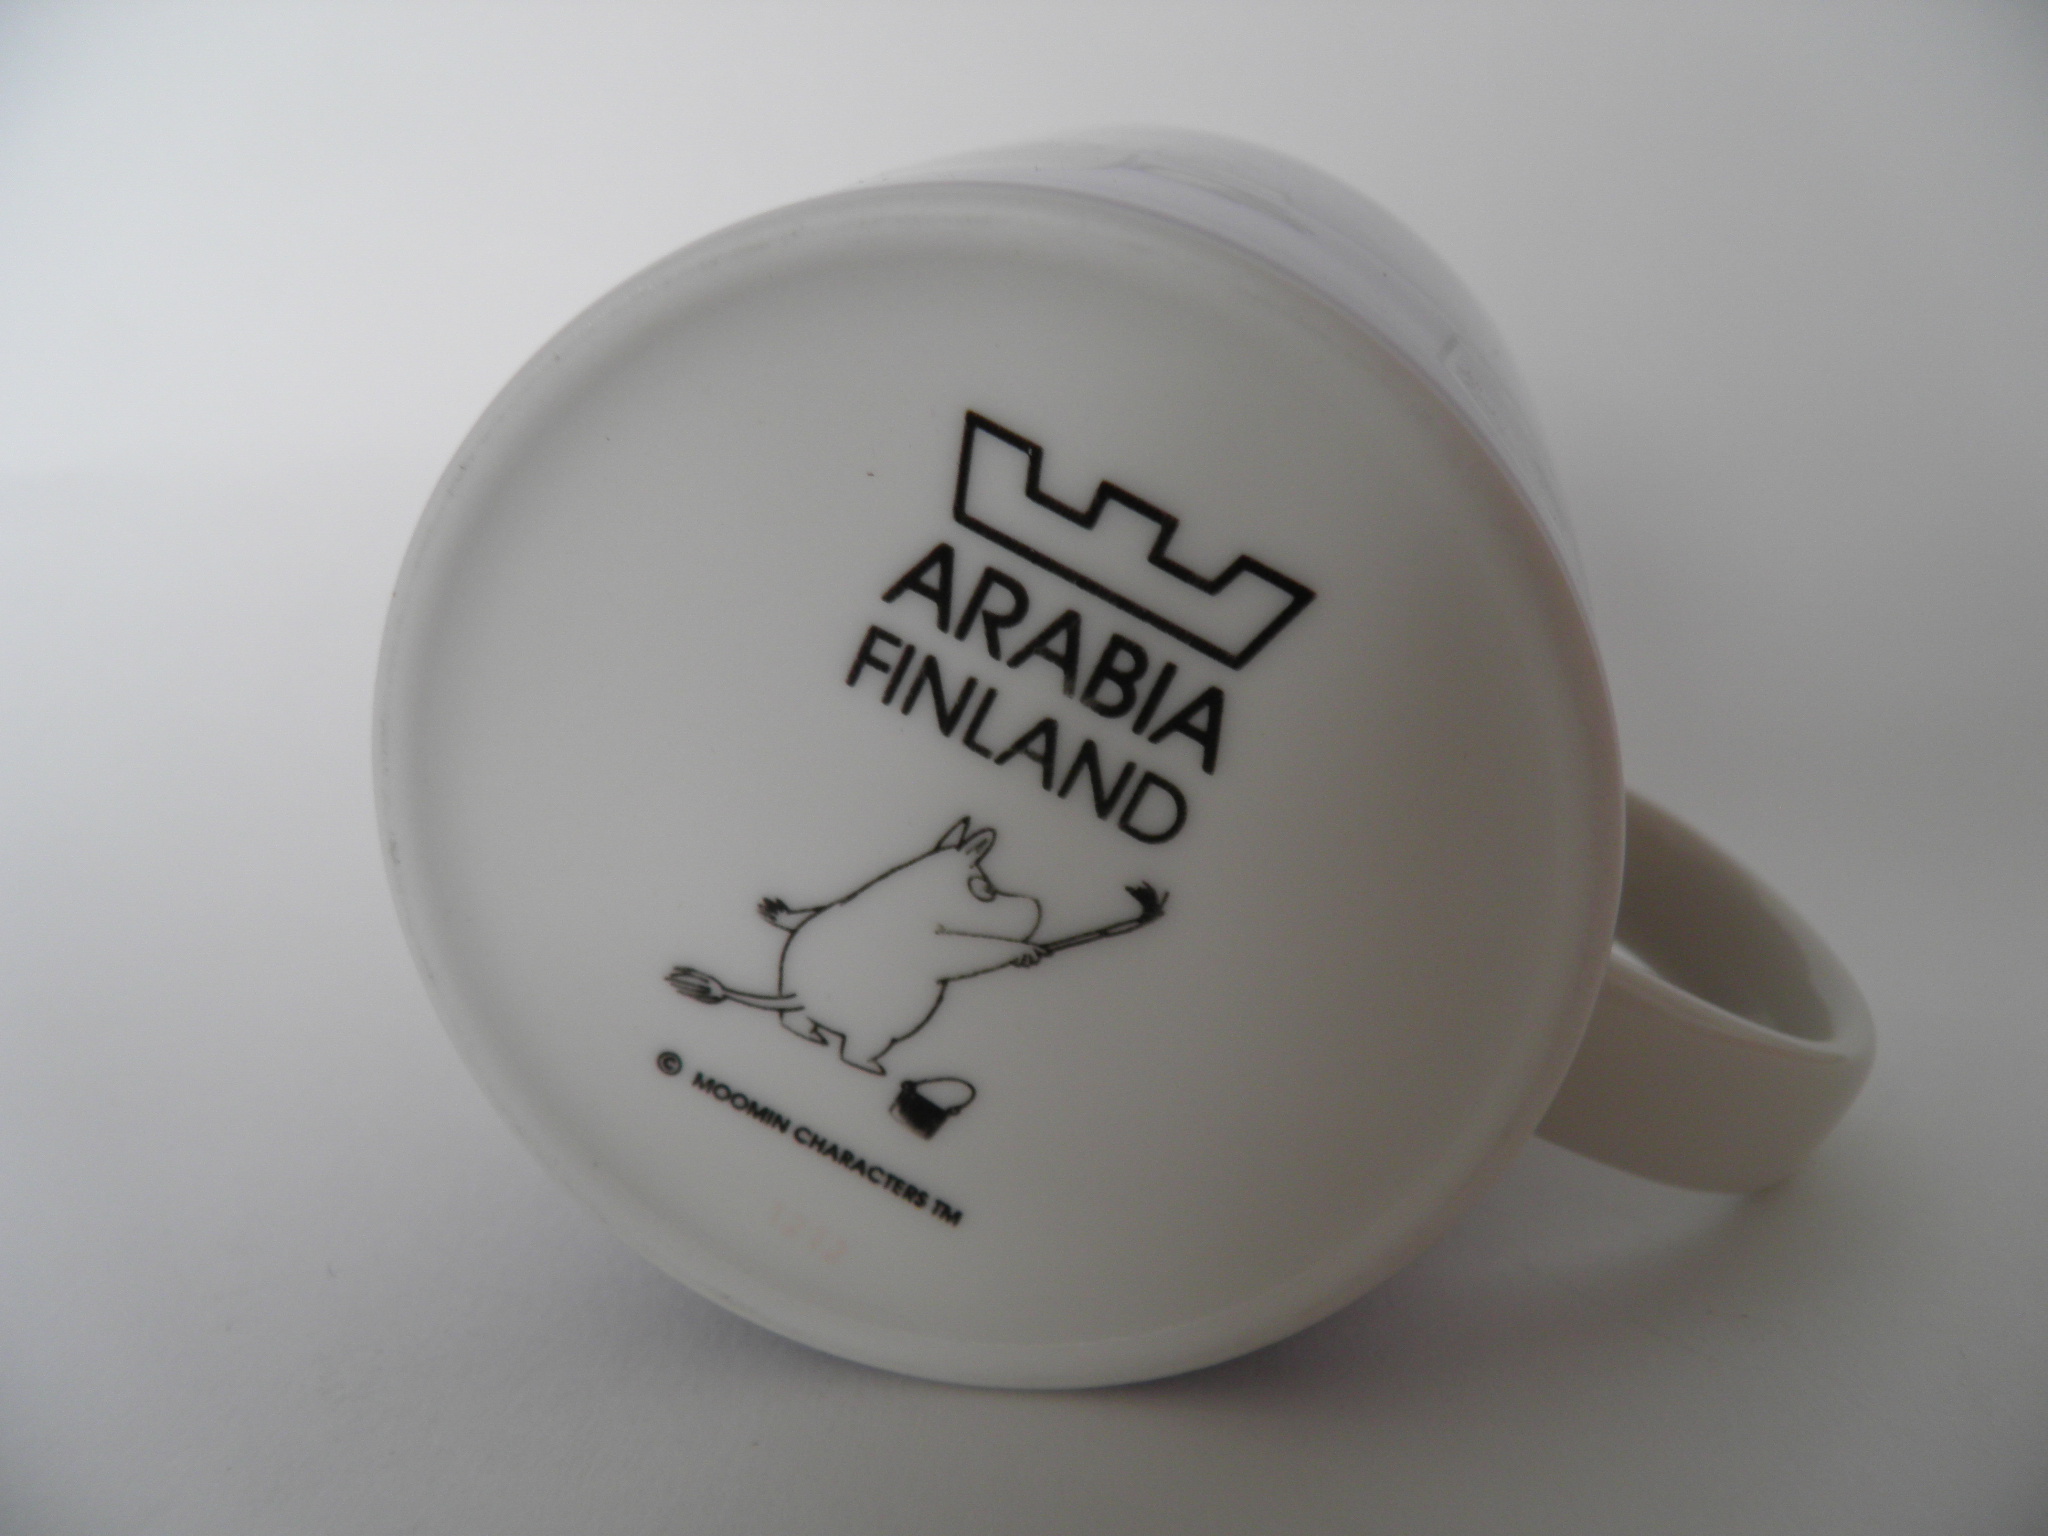 ARABIA
FINLAND
© MOOMIN CHARACTERS TM